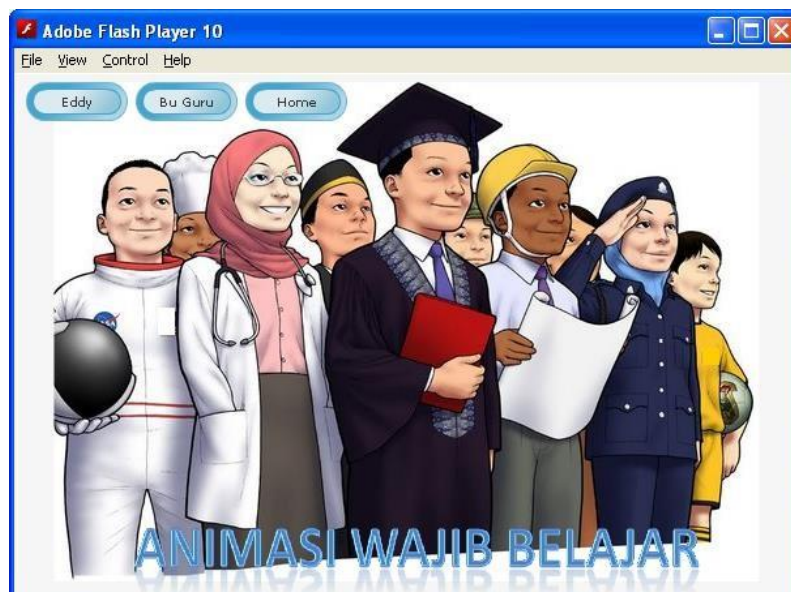 Adobe Flash Player 10
File View Control Help
Eddy Bu Guru Home
ANIMASI WAJIB BELAJAR